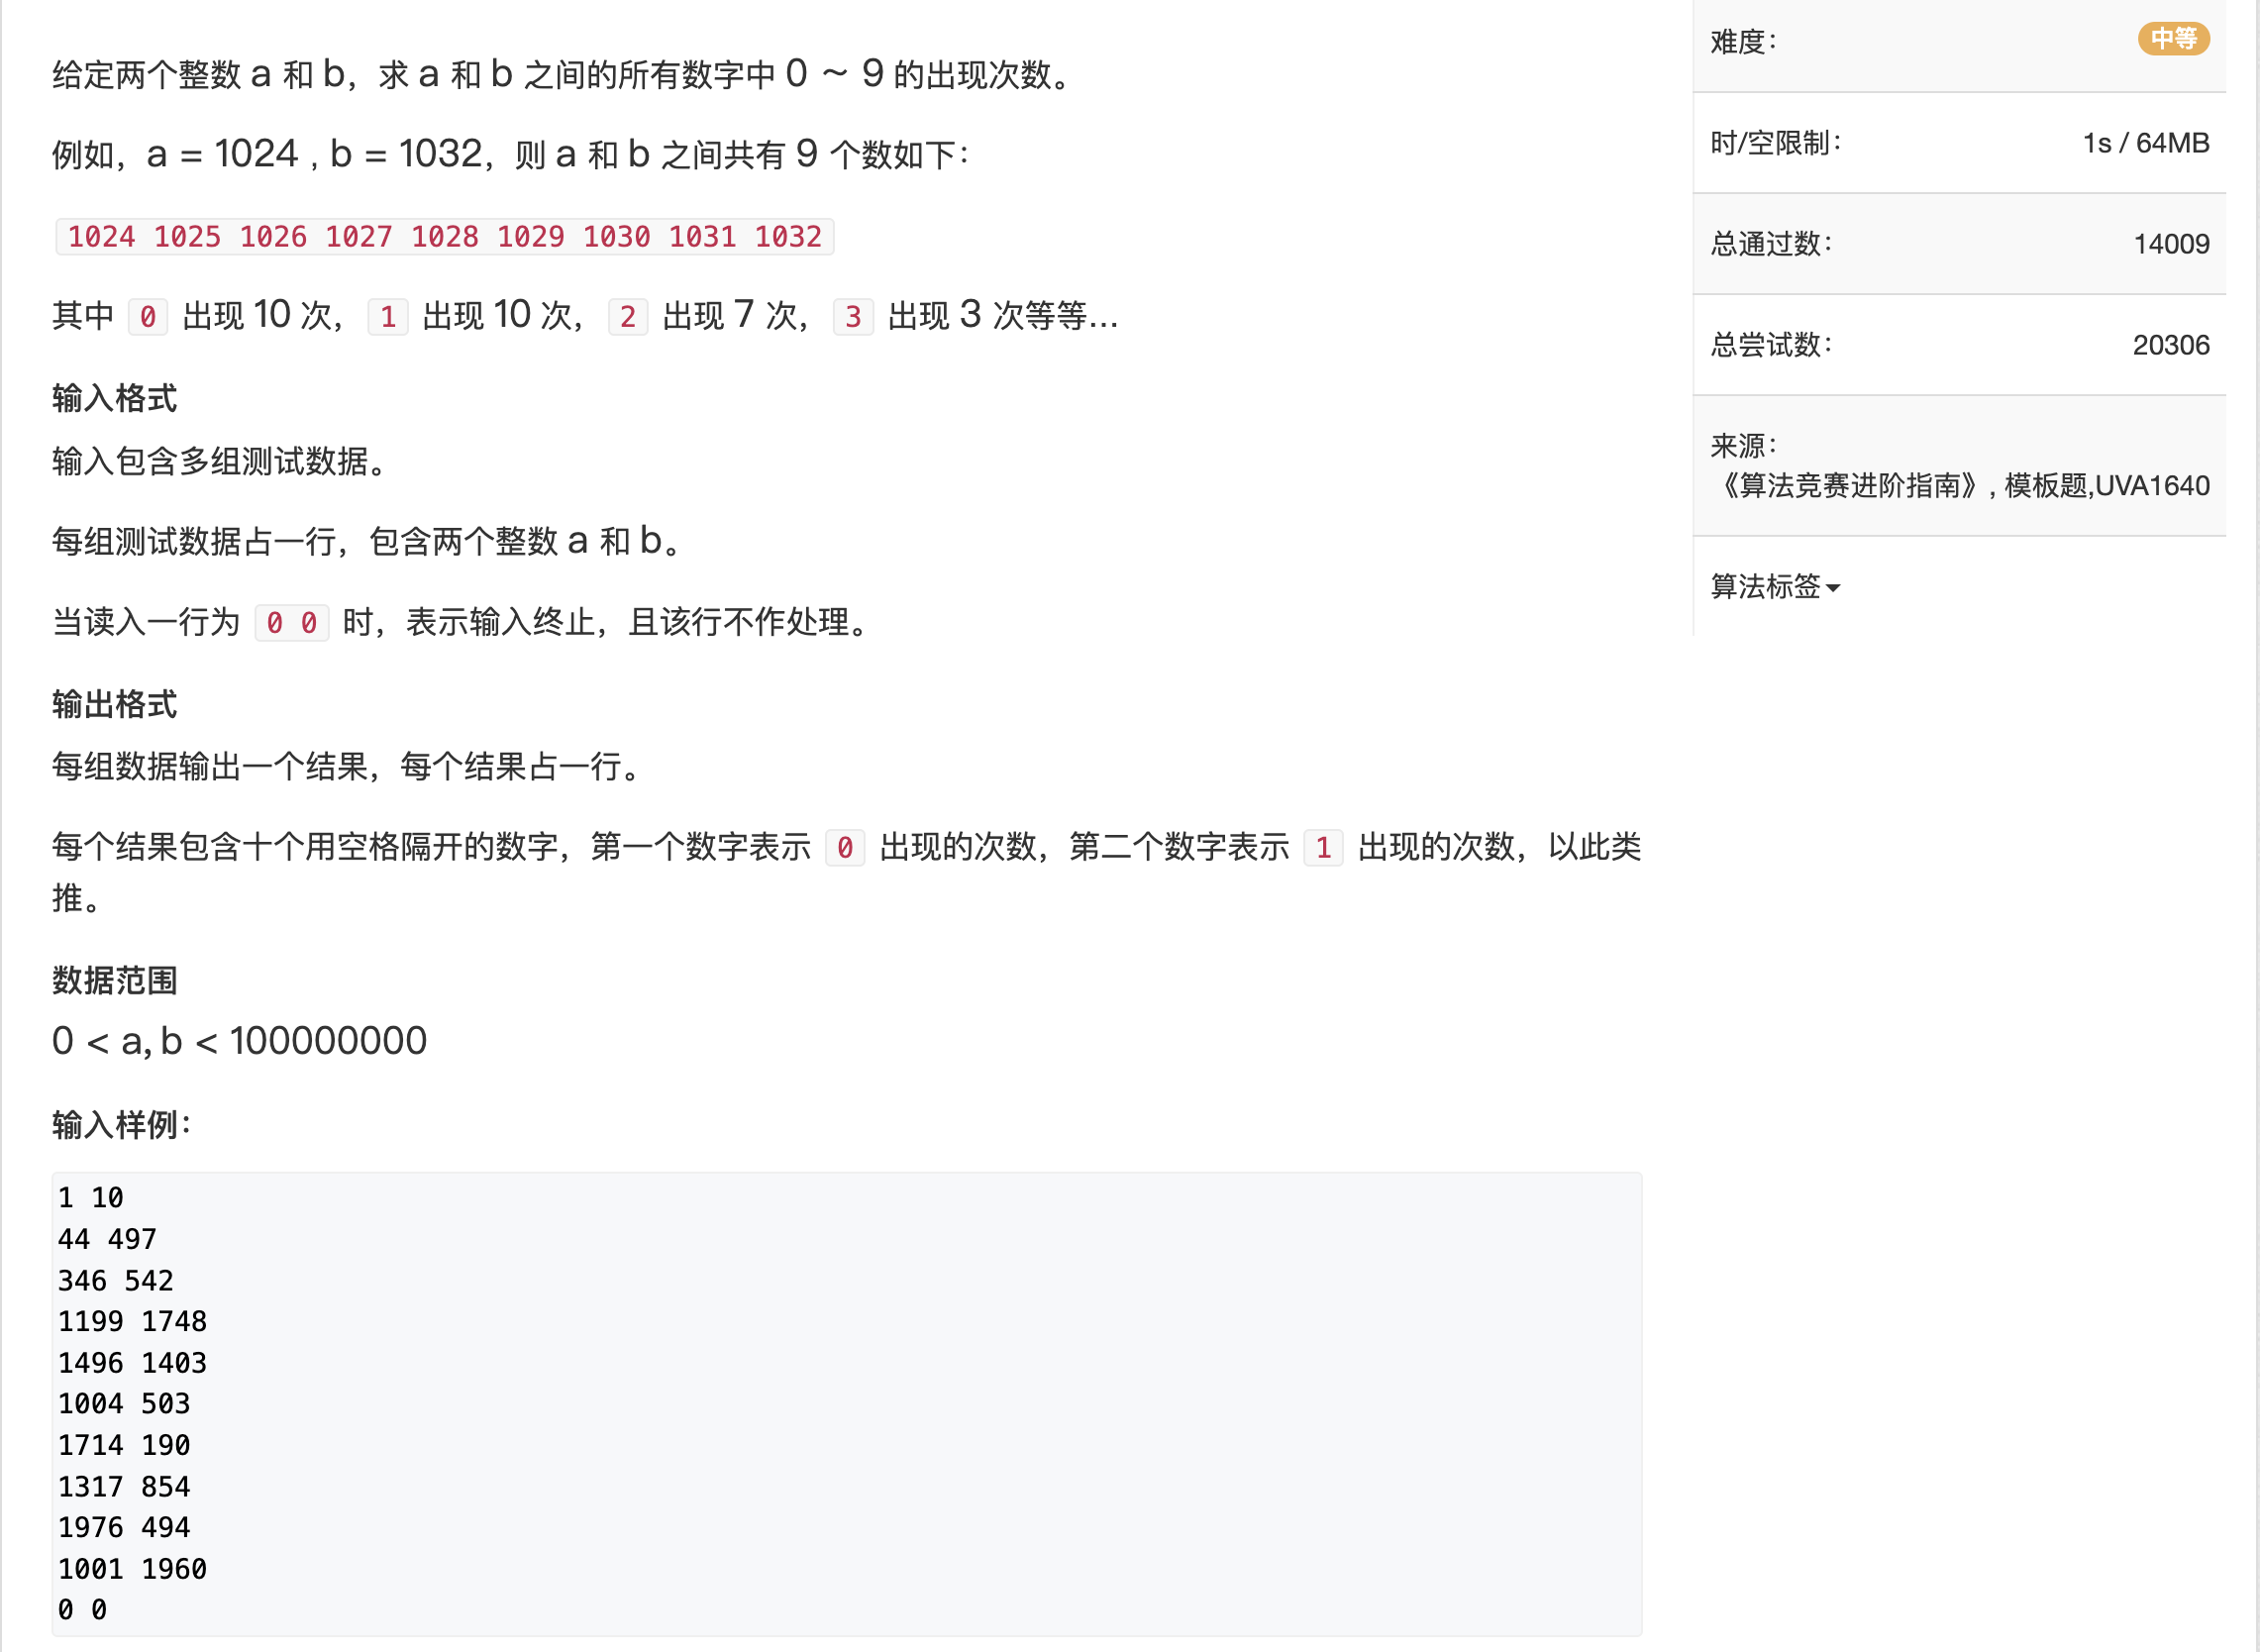 给定两个整数 a 和 b，求 a 和 b 之间的所有数字中 0 ~ 9 的出现次数。
例如，a = 1024 , b = 1032，则 a 和 b 之间共有 9 个数如下：
1024 1025 1026 1027 1028 1029 1030 1031 1032
其中 0 出现 10 次， 1 出现 10 次， 2 出现 7 次， 3 出现 3 次等等…
输入格式
输入包含多组测试数据。
每组测试数据占一行，包含两个整数 a 和 b。
当读入一行为 0 0 时，表示输入终止，且该行不作处理。
输出格式
每组数据输出一个结果，每个结果占一行。
每个结果包含十个用空格隔开的数字，第一个数字表示 0 出现的次数，第二个数字表示 1 出现的次数，以此类
推。
数据范围
0 < a, b < 100000000
输入样例：
1 10
44 497
346 542
1199 1748
1496 1403
1004 503
1714 190
1317 854
1976 494
1001 1960
0 0
难度： 中等
时/空限制： 1s / 64MB
总通过数： 14009
总尝试数： 20306
来源：
《算法竞赛进阶指南》, 模板题,UVA1640
算法标签